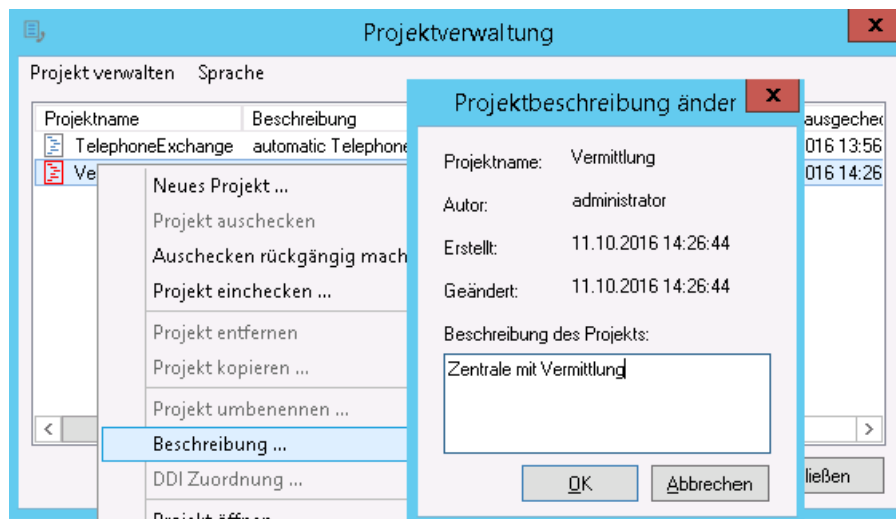 Projektverwaltung
x
Projekt verwalten Sprache
Projektname Beschreibung
TelephoneExchange automatic Telephone
016 13:56
016 14:26
Neues Projekt ...
Projekt auschecken
Auschecken rückgängig mach
Projekt einchecken ...
Projekt entfernen
Projekt kopieren ...
Projekt umbenennen ...
Beschreibung ...
DDI Zuordnung ...
Projektbeschreibung änder
x
Projektname: Vermittlung
Autor: administrator
Erstellt: 11.10.2016 14:26:44
Geändert: 11.10.2016 14:26:44
Beschreibung des Projekts:
Zentrale mit Vermittlung
OK Abbrechen
ließen